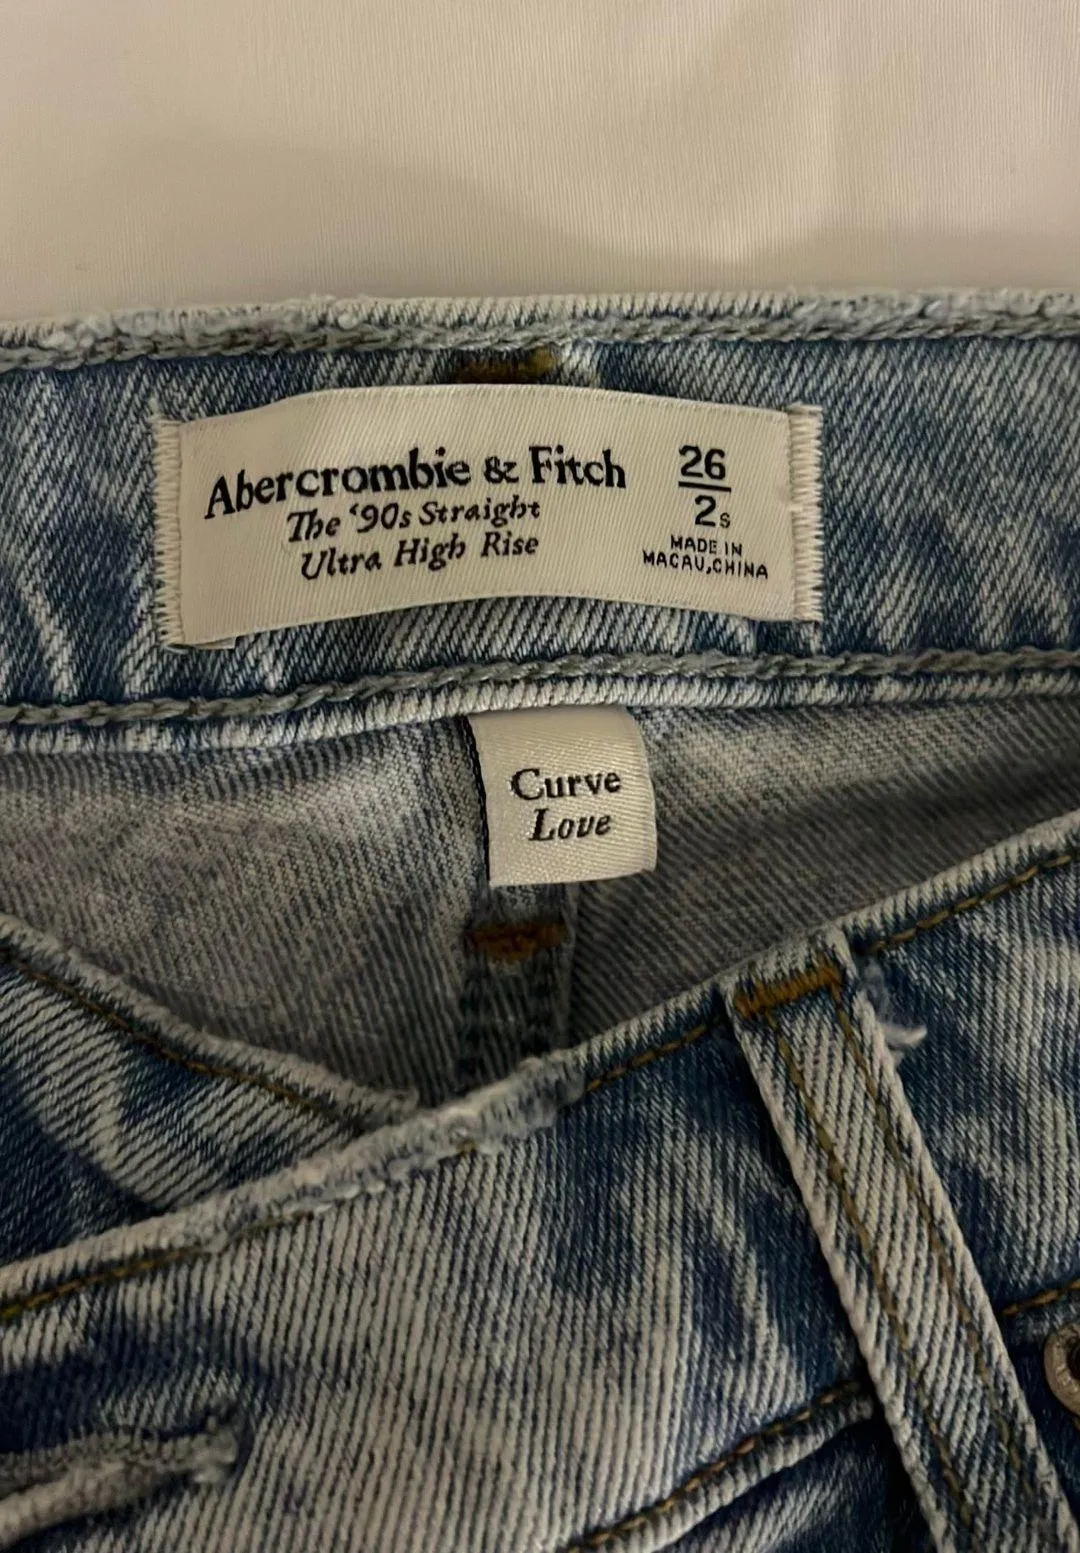 Abercrombie & Fitch
The ‘90s Straight
Ultra High Rise
26
2s
MADE IN
MACAU,CHINA
Curve
Love